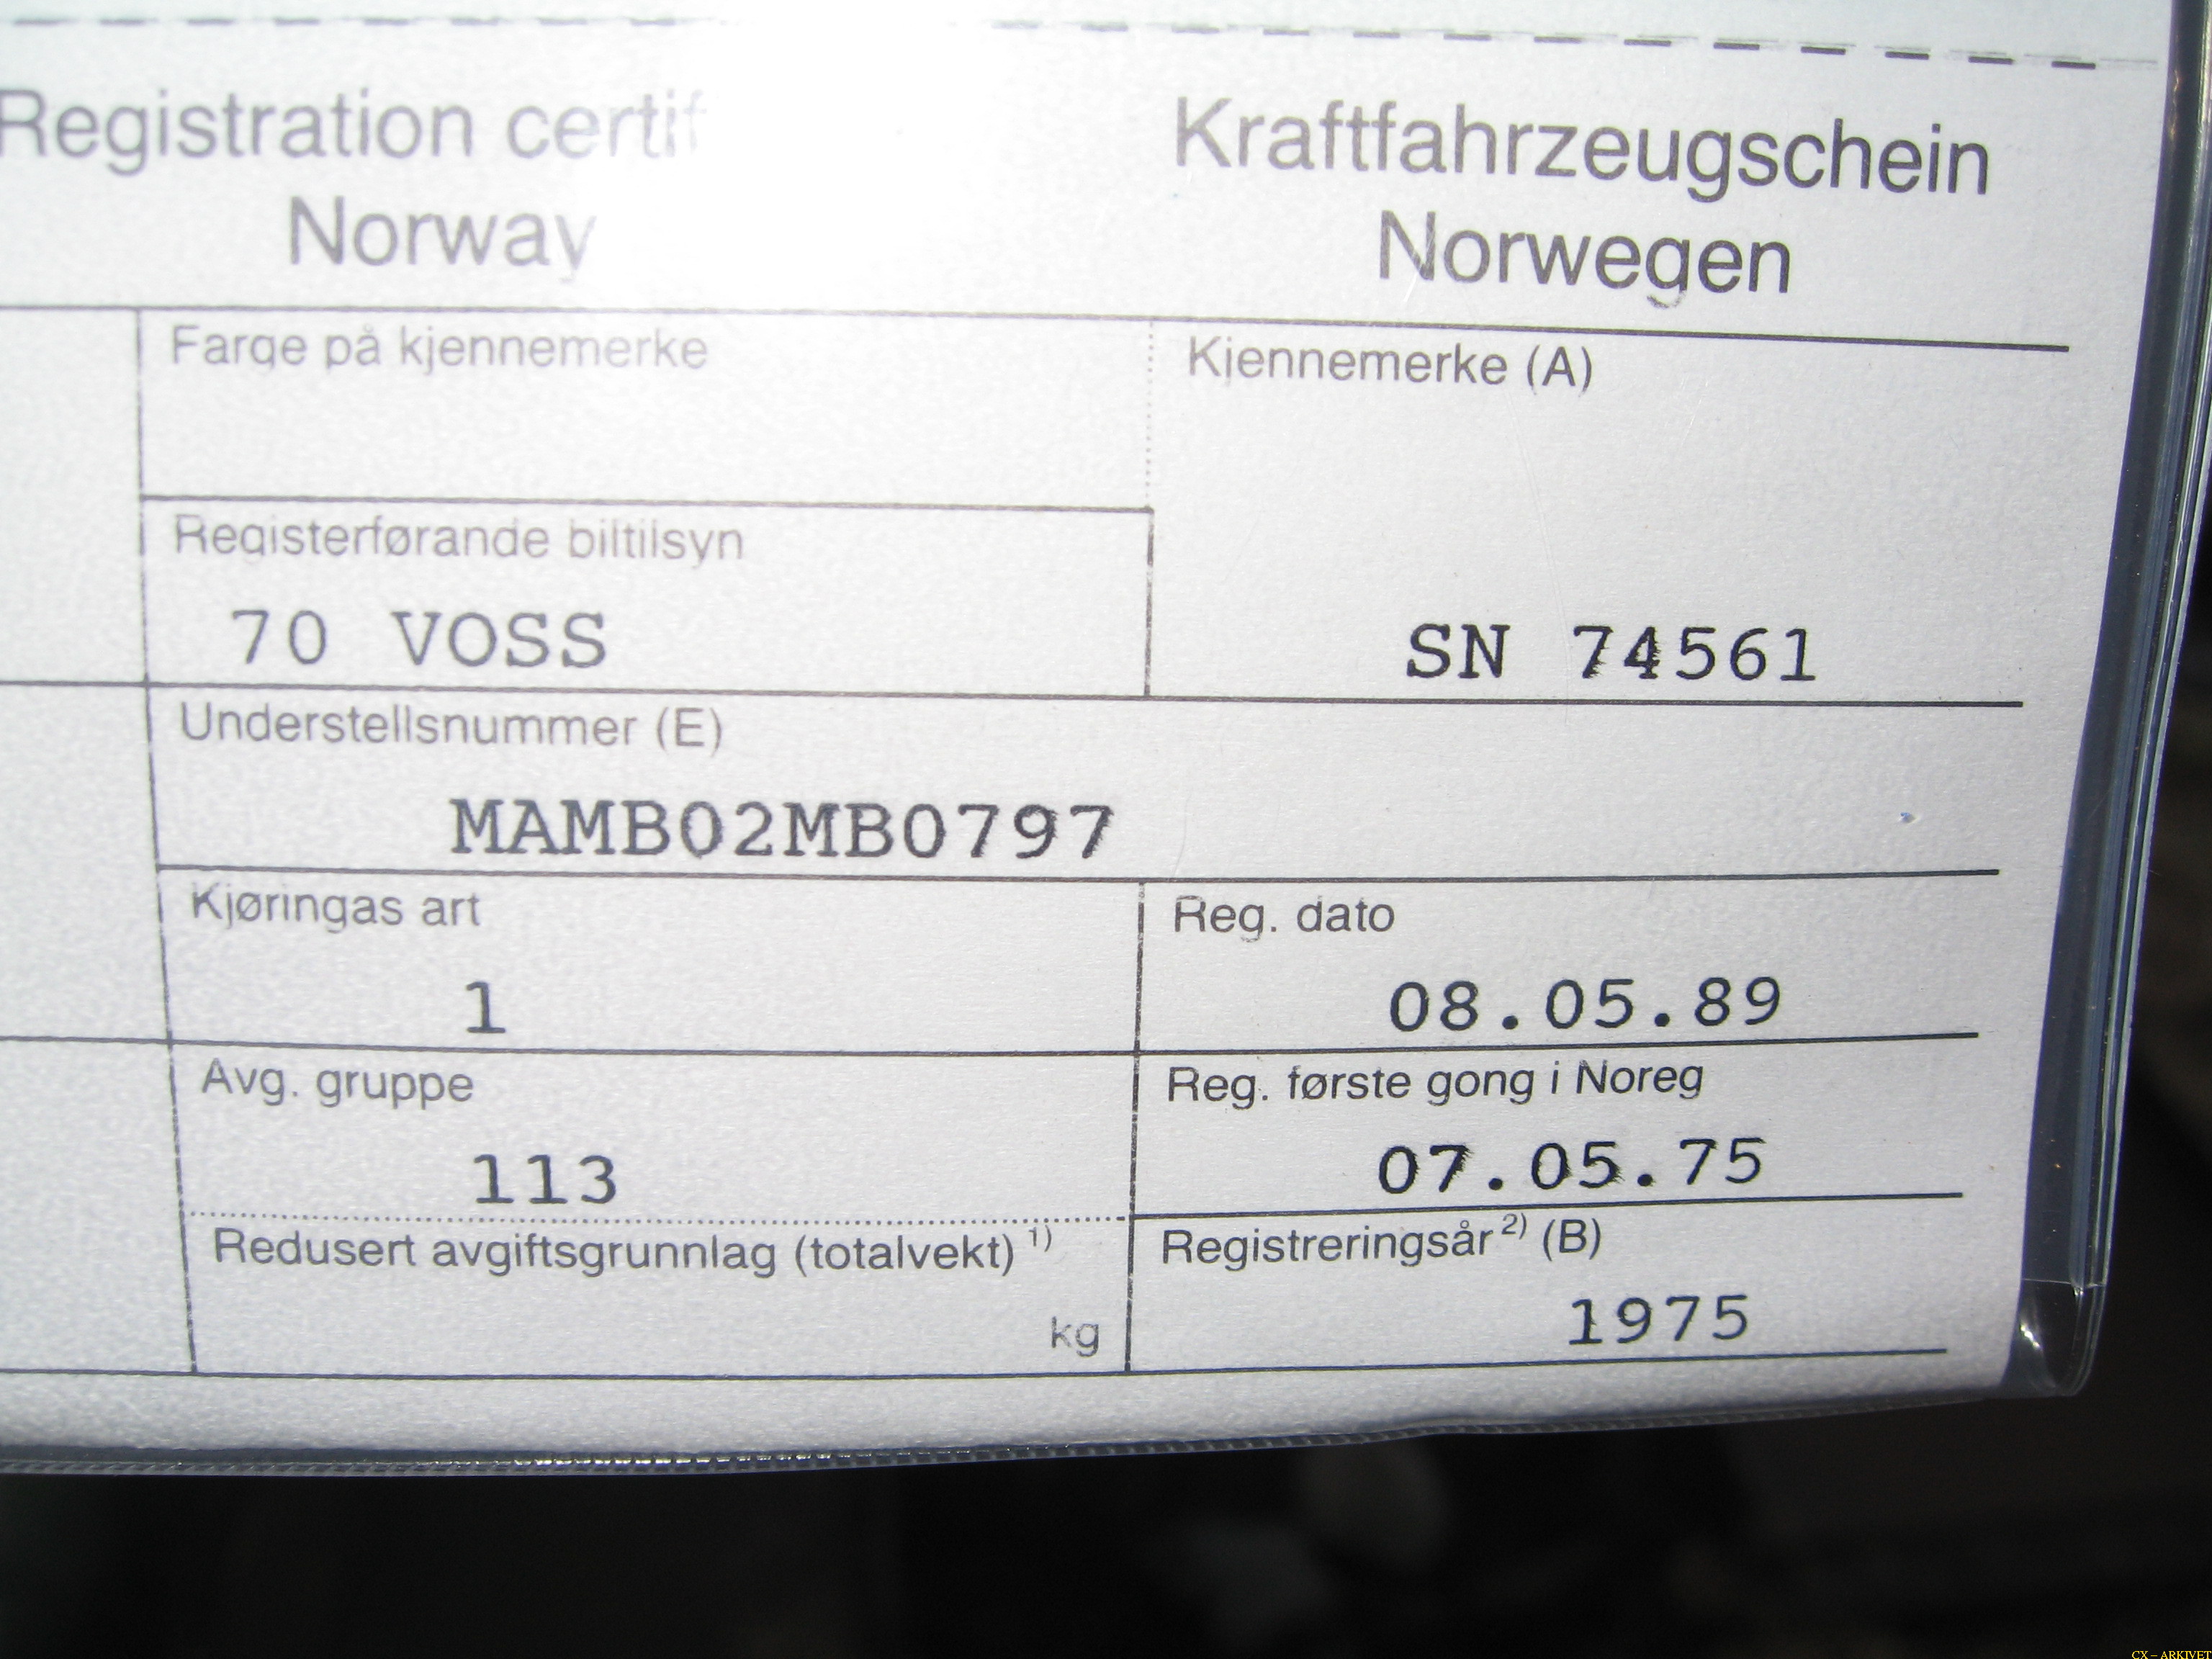 Registration certif
Norway
Kraftfahrzeugschein
Norwegen
Farge på kjennemerke
Kjennemerke (A)
Registerførande biltilsyn
70 VOSS
SN 74561
Understellsnummer (E)
MAMB02MB0797
Kjøringas art
1
Reg. dato
08.05.89
Avg. gruppe
113
Reg. første gong i Noreg
07.05.75
Redusert avgiftsgrunnlag (totalvekt) 1)
kg
Registreringsår 2) (B)
1975
CX – ARKIVET